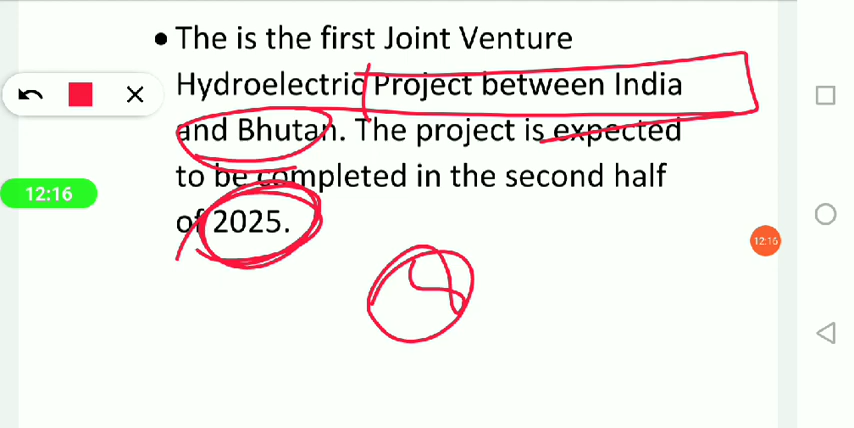 • The is the first Joint Venture
Hydroelectric Project between India
and Bhutan. The project is expected
to be completed in the second half
of 2025.
12:16
12:16